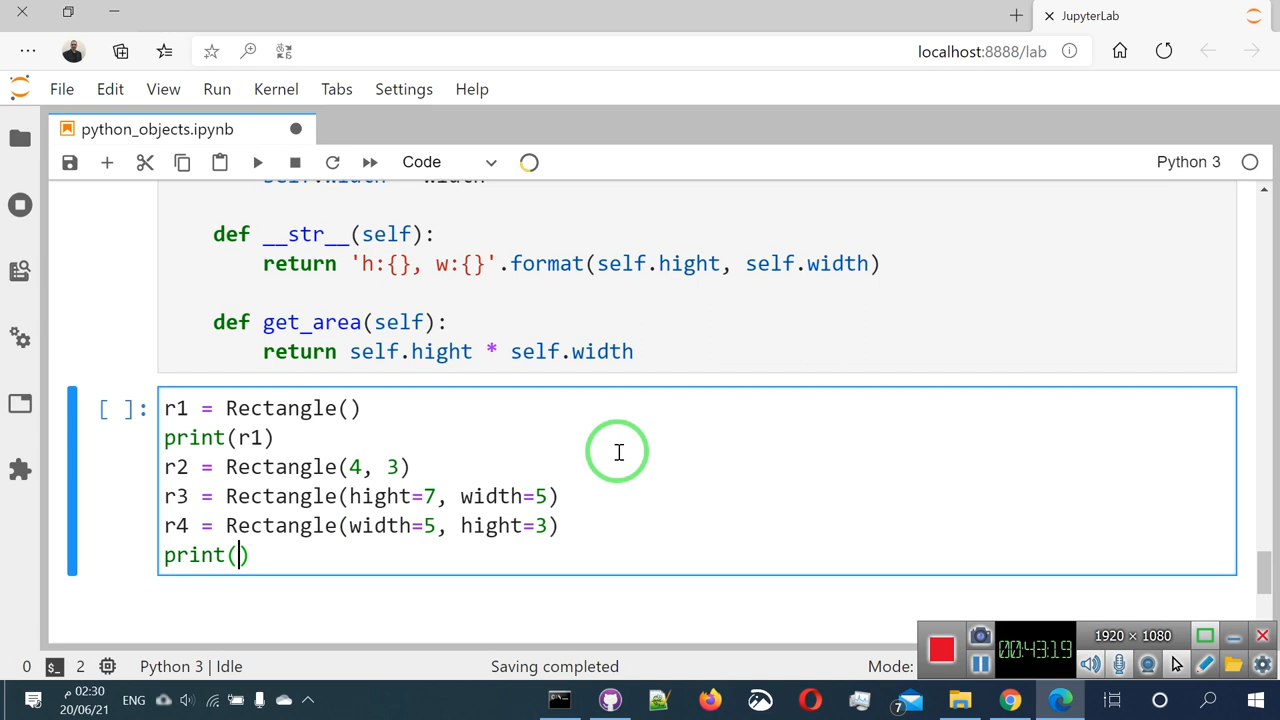 JupyterLab
localhost:8888/lab
File Edit View Run Kernel Tabs Settings Help
python_objects.ipynb
Code
Python 3
def __str__(self):
return 'h:{}, w:{}'.format(self.hight, self.width)
def get_area(self):
return self.hight * self.width
[ ]:
r1 = Rectangle()
print(r1)
r2 = Rectangle(4, 3)
r3 = Rectangle(hight=7, width=5)
r4 = Rectangle(width=5, hight=3)
print()
1920 × 1080
00:43:19
0
2
Python 3 | Idle
Saving completed
Mode:
02:30 م
20/06/21
ENG
7